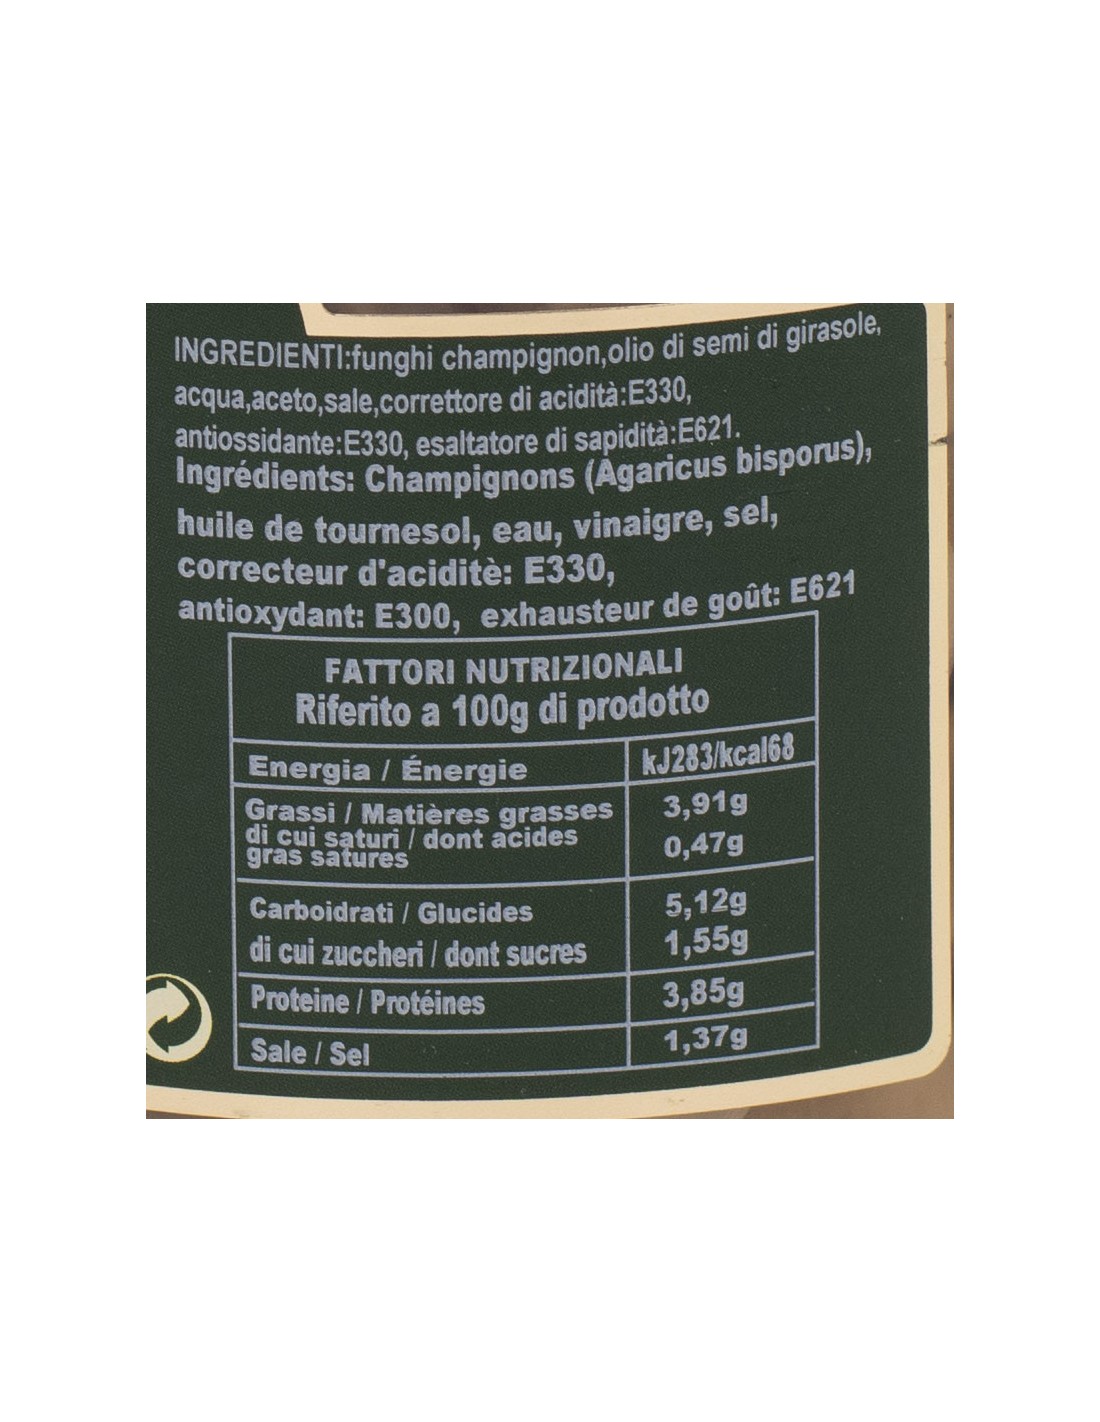 INGREDIENTI:funghi champignon,olio di semi di girasole,
acqua,aceto,sale,correttore di acidità:E330,
antiossidante:E330, esaltatore di sapidità:E621.
Ingrédients: Champignons (Agaricus bisporus),
huile de tournesol, eau, vinaigre, sel,
correcteur d'aciditè: E330,
antioxydant: E300, exhausteur de goût: E621
FATTORI NUTRIZIONALI
Riferito a 100g di prodotto
Energia / Énergie kJ283/kcal68
Grassi / Matières grasses 3,91g
di cui saturi / dont acides
gras satures 0,47g
Carboidrati / Glucides 5,12g
di cui zuccheri / dont sucres 1,55g
Proteine / Protéines 3,85g
Sale / Sel 1,37g